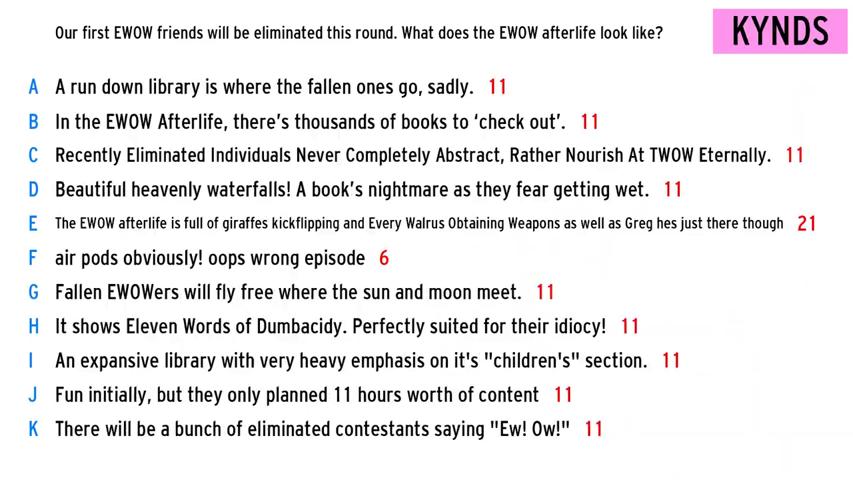 Our first EWOW friends will be eliminated this round. What does the EWOW afterlife look like?
KYNDS
A A run down library is where the fallen ones go, sadly. 11
B In the EWOW Afterlife, there's thousands of books to 'check out'. 11
C Recently Eliminated Individuals Never Completely Abstract, Rather Nourish At TWOW Eternally. 11
D Beautiful heavenly waterfalls! A book's nightmare as they fear getting wet. 11
E The EWOW afterlife is full of giraffes kickflipping and Every Walrus Obtaining Weapons as well as Greg hes just there though 21
F air pods obviously! oops wrong episode 6
G Fallen EWOWers will fly free where the sun and moon meet. 11
H It shows Eleven Words of Dumbacidy. Perfectly suited for their idiocy! 11
I An expansive library with very heavy emphasis on it's "children's" section. 11
J Fun initially, but they only planned 11 hours worth of content 11
K There will be a bunch of eliminated contestants saying "Ew! Ow!" 11